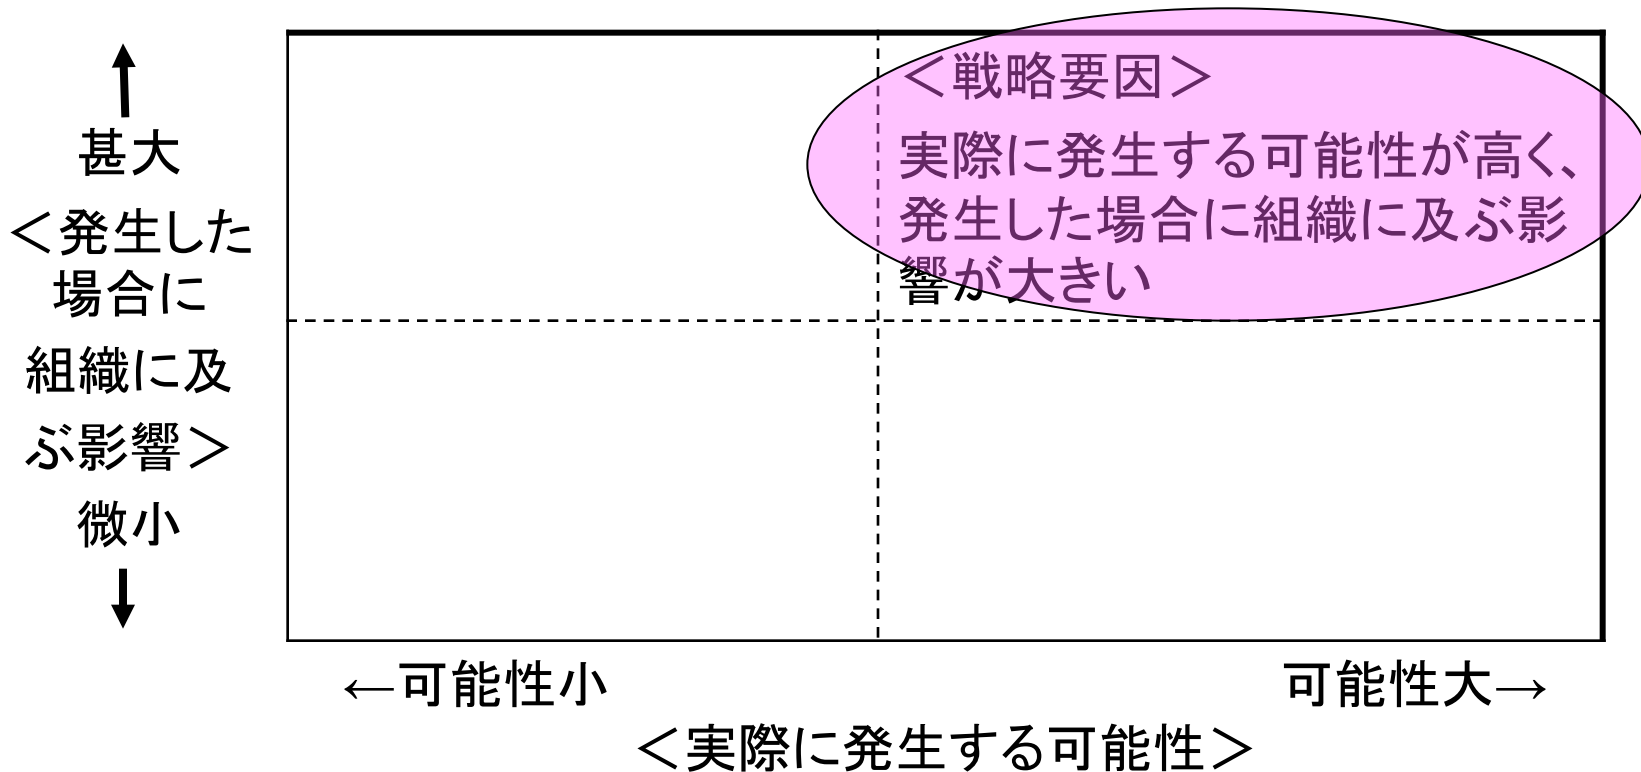 甚大
＜発生した
場合に
組織に及
ぶ影響＞
微小
＜戦略要因＞
実際に発生する可能性が高く、
発生した場合に組織に及ぶ影
響が大きい
←可能性小
可能性大→
＜実際に発生する可能性＞